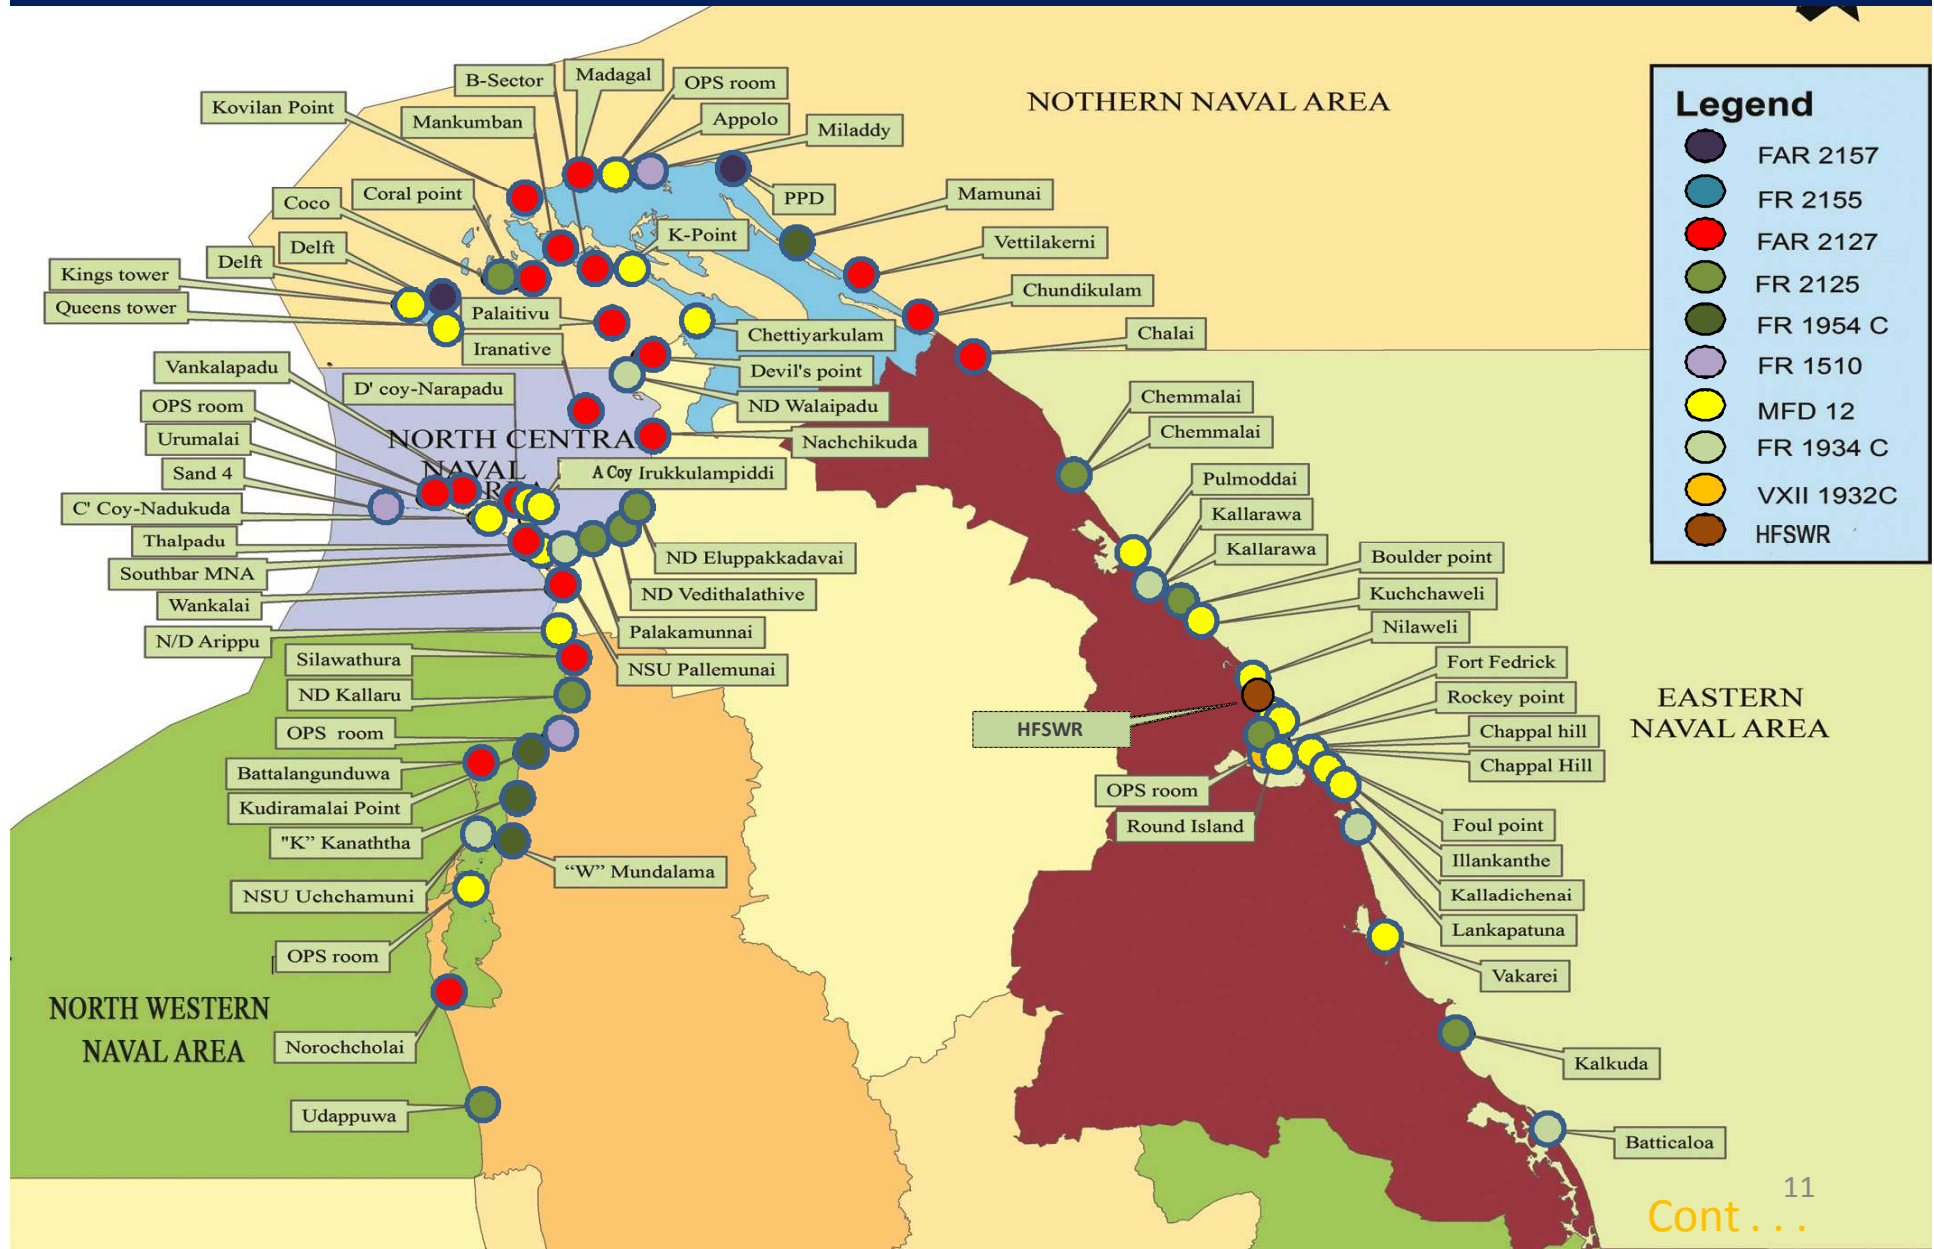 B-Sector
Madagal
OPS room
Kovilan Point
Mankumban
Appolo
Miladdy
NOTHERN NAVAL AREA
Legend
FAR 2157
FR 2155
FAR 2127
FR 2125
FR 1954 C
FR 1510
MFD 12
FR 1934 C
VXII 1932C
HFSWR
Coco
Coral point
PPD
Mamunai
Delft
Delft
K-Point
Vettilakerni
Kings tower
Queens tower
Palaitivu
Chundikulam
Iranative
Chettiyarkulam
Chalai
Vankalapadu
D' coy-Narapadu
Devil's point
ND Walaipadu
OPS room
Urumalai
NORTH CENTRA
NAVAL
Nachchikuda
Chemmalai
Chemmalai
Sand 4
A Coy Irukkulampiddi
Pulmoddai
C' Coy-Nadukuda
Kallarawa
Thalpadu
Kallarawa
Southbar MNA
ND Eluppakkadavai
Boulder point
Wankalai
ND Vedithalathive
Kuchchaweli
N/D Arippu
Palakamunnai
Nilaweli
Silawathura
NSU Pallemunai
Fort Fedrick
ND Kallaru
Rockey point
EASTERN
NAVAL AREA
OPS room
HFSWR
Chappal hill
Battalangunduwa
Chappal Hill
Kudiramalai Point
OPS room
"K” Kanaththa
Round Island
Foul point
“W” Mundalama
Illankanthe
NSU Uchchamuni
Kalladichenai
OPS room
Lankapatuna
Vakarei
NORTH WESTERN
NAVAL AREA
Norochcholai
Kalkuda
Udappuwa
Batticaloa
11
Cont . . .